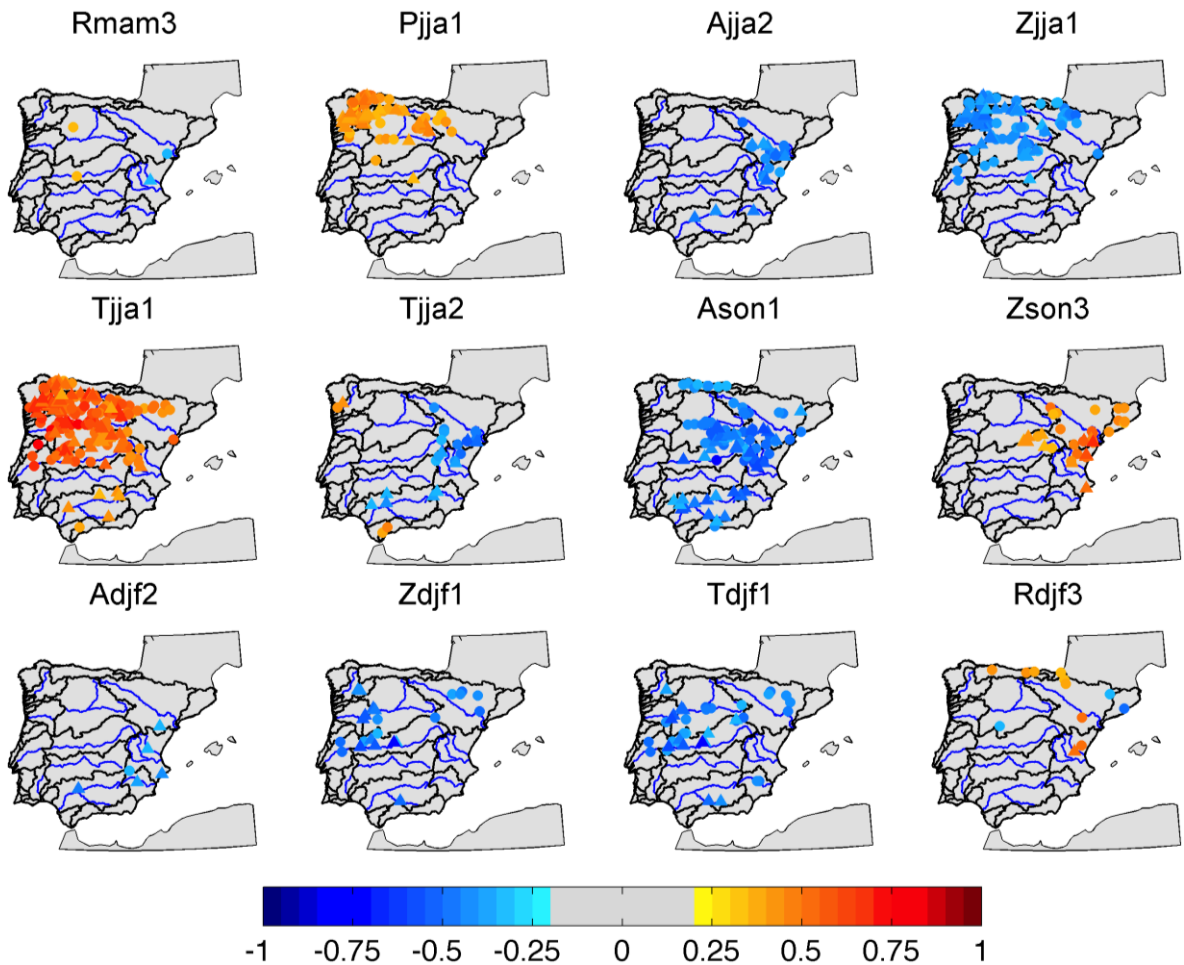 Rmam3 Pjja1 Ajja2 Zjja1
Tjja1 Tjja2 Ason1 Zson3
Adjf2 Zdjf1 Tdjf1 Rdjf3
-1 -0.75 -0.5 -0.25 0 0.25 0.5 0.75 1